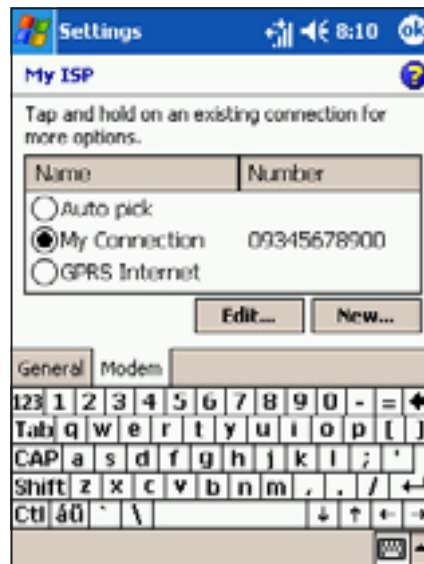 Settings 8:10 ok
My ISP ?
Tap and hold on an existing connection for
more options.
Name Number
Auto pick
My Connection 09345678900
GPRS Internet
Edit... New...
General Modem
123 1 2 3 4 5 6 7 8 9 0 - =
Tab q w e r t y u i o p [ ]
CAP a s d f g h j k l ; '
Shift z x c v b n m , . /
Ctl áü ` \